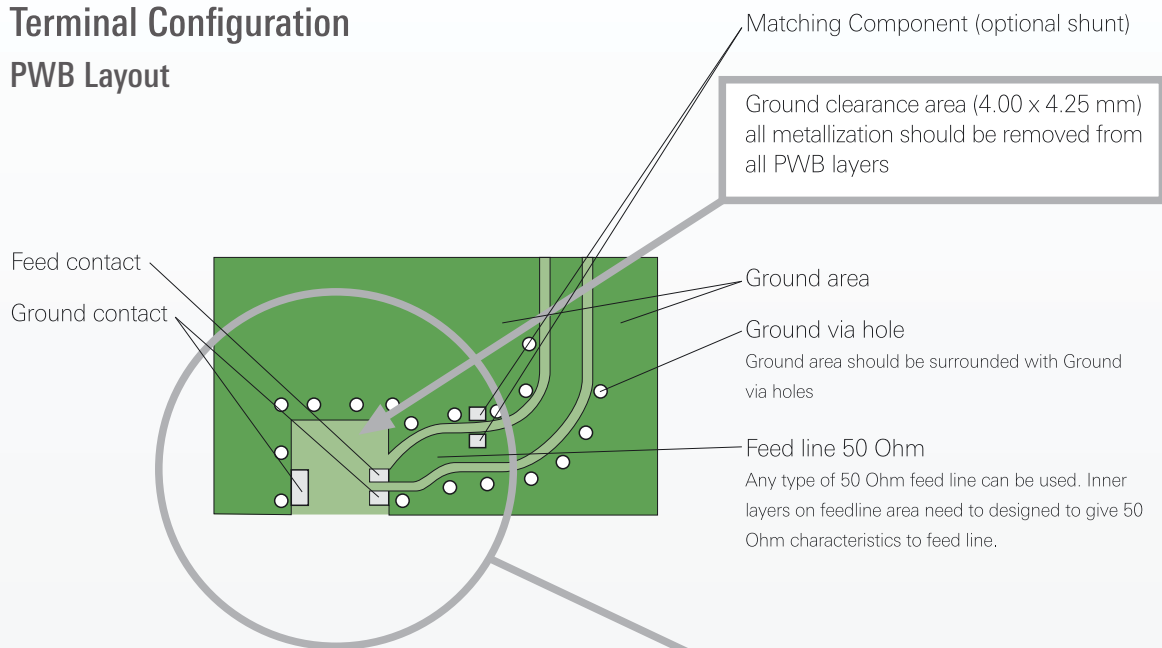 Terminal Configuration
PWB Layout
Matching Component (optional shunt)
Ground clearance area (4.00 x 4.25 mm)
all metallization should be removed from
all PWB layers
Feed contact
Ground contact
Ground area
Ground via hole
Ground area should be surrounded with Ground
via holes
Feed line 50 Ohm
Any type of 50 Ohm feed line can be used. Inner
layers on feedline area need to designed to give 50
Ohm characteristics to feed line.